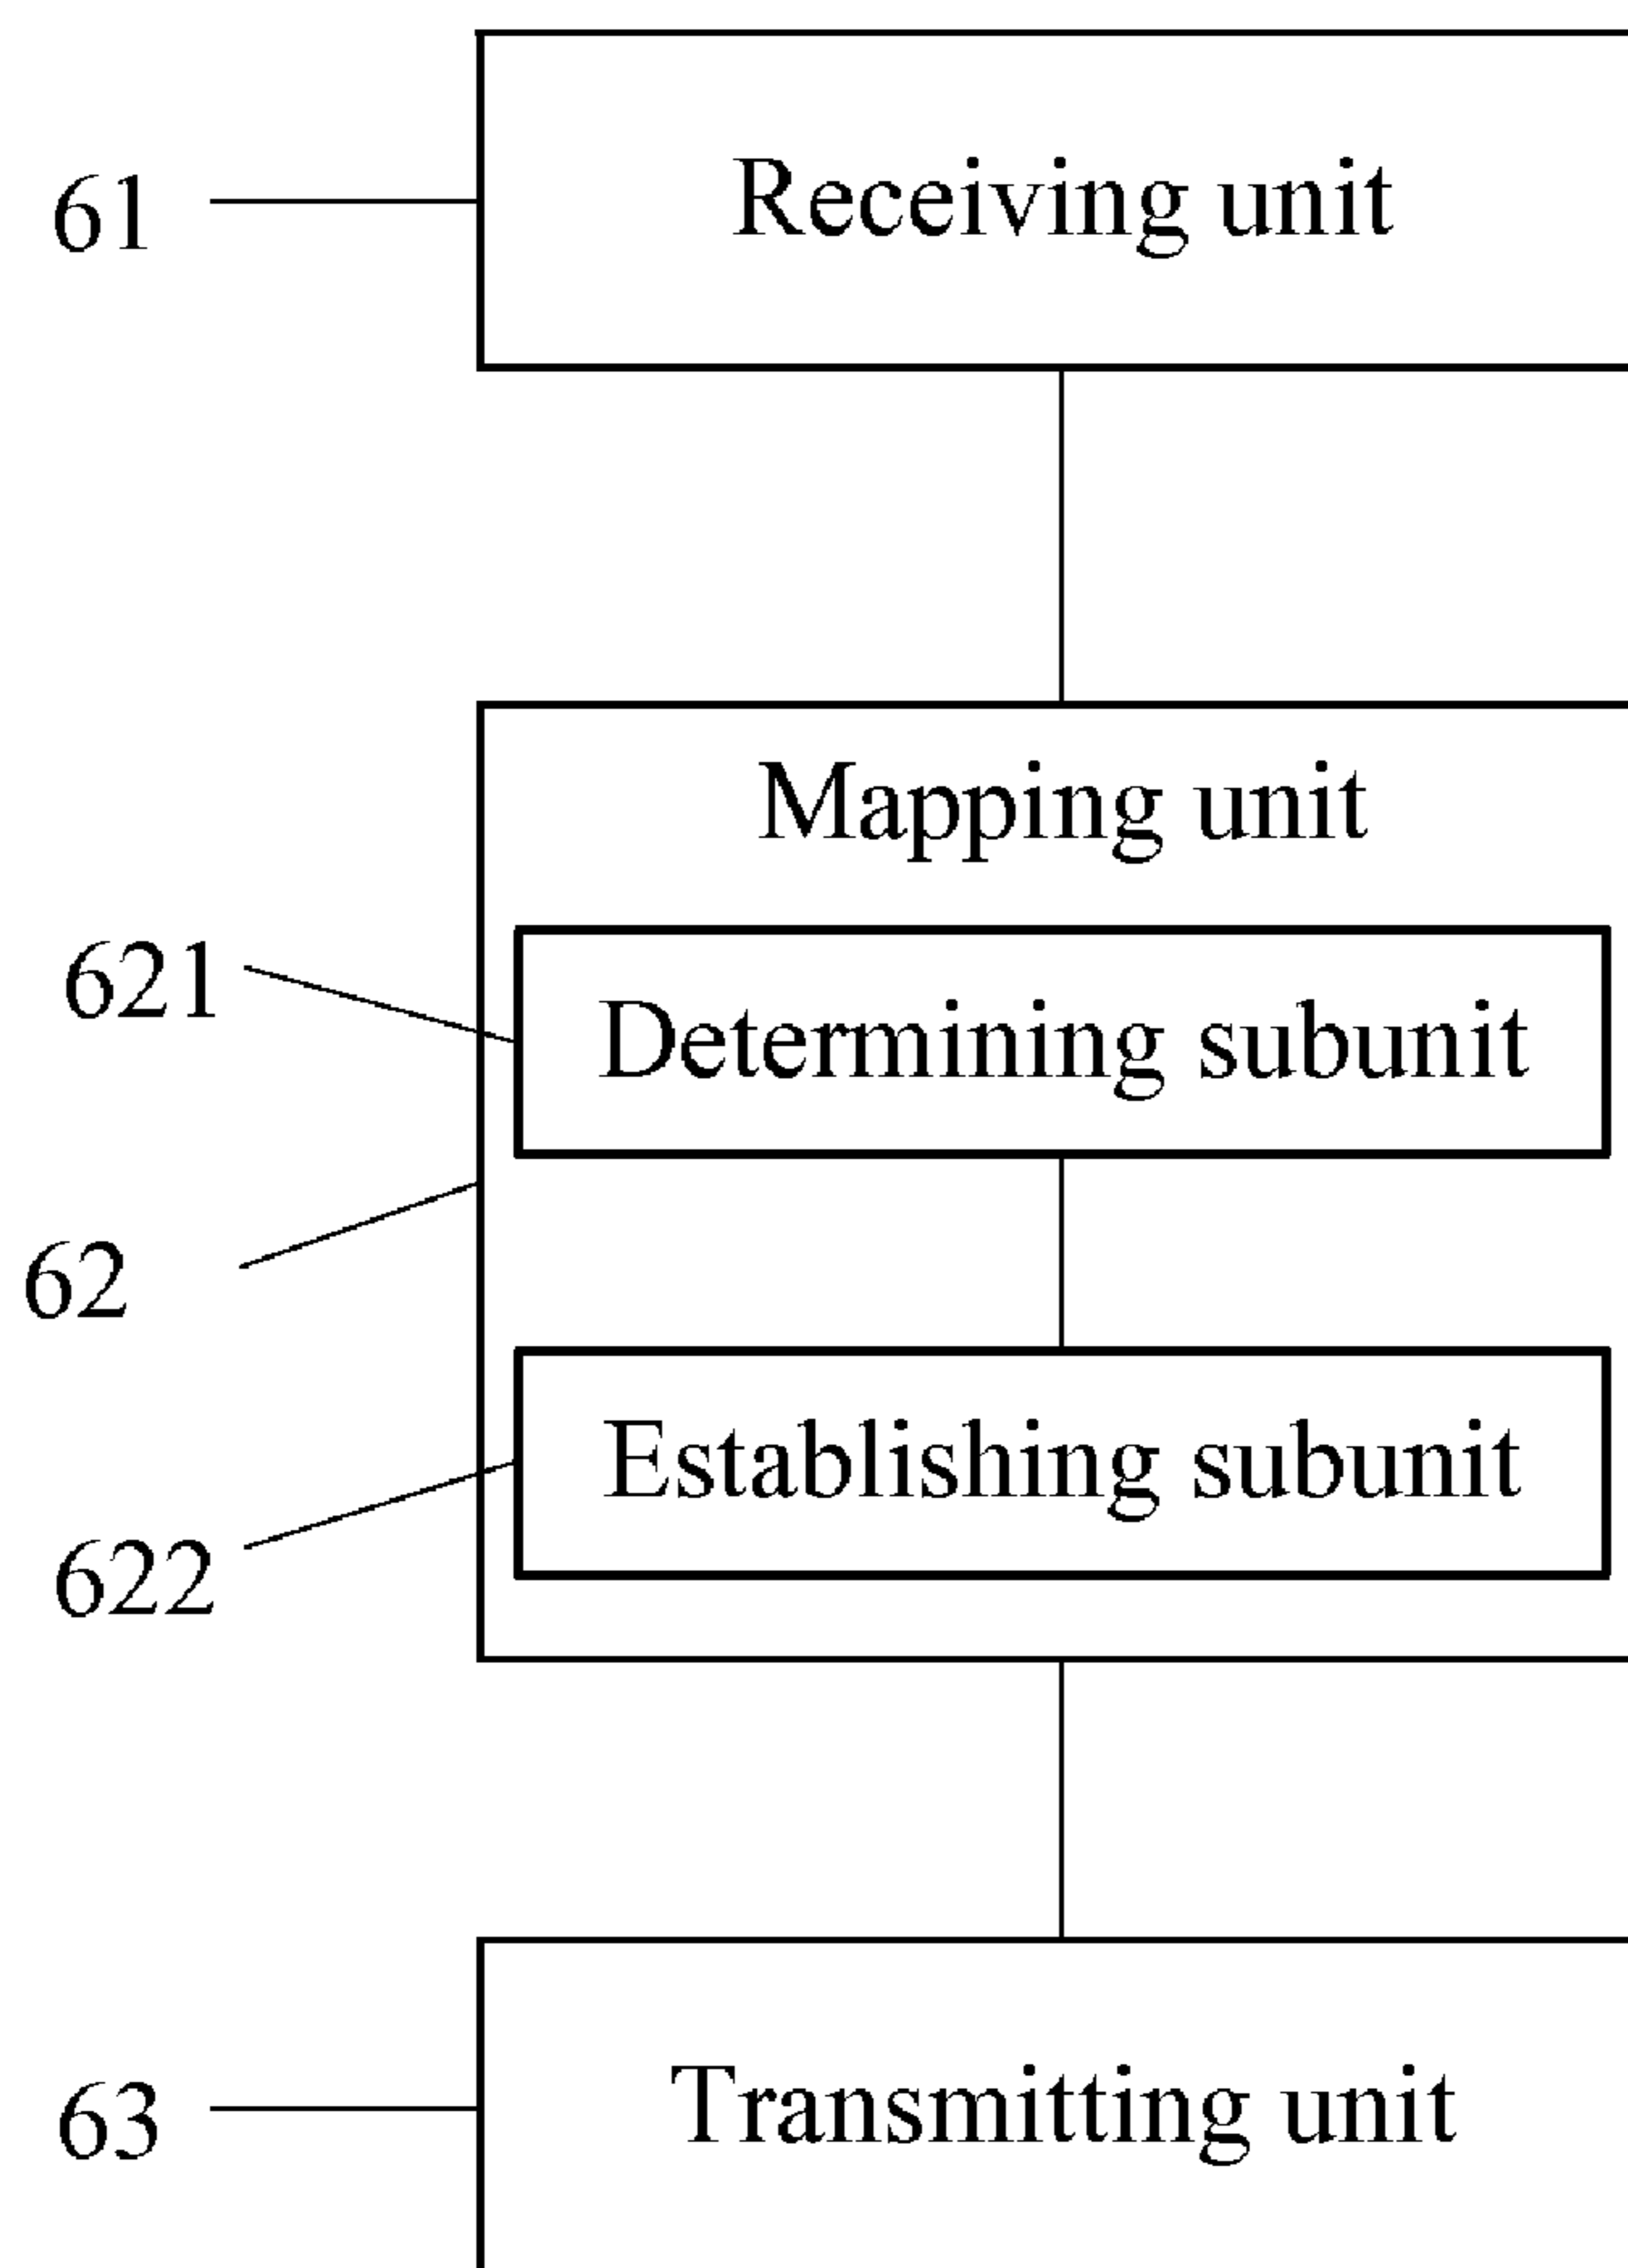 61
Receiving unit
Mapping unit
621
Determining subunit
62
Establishing subunit
622
Transmitting unit
63